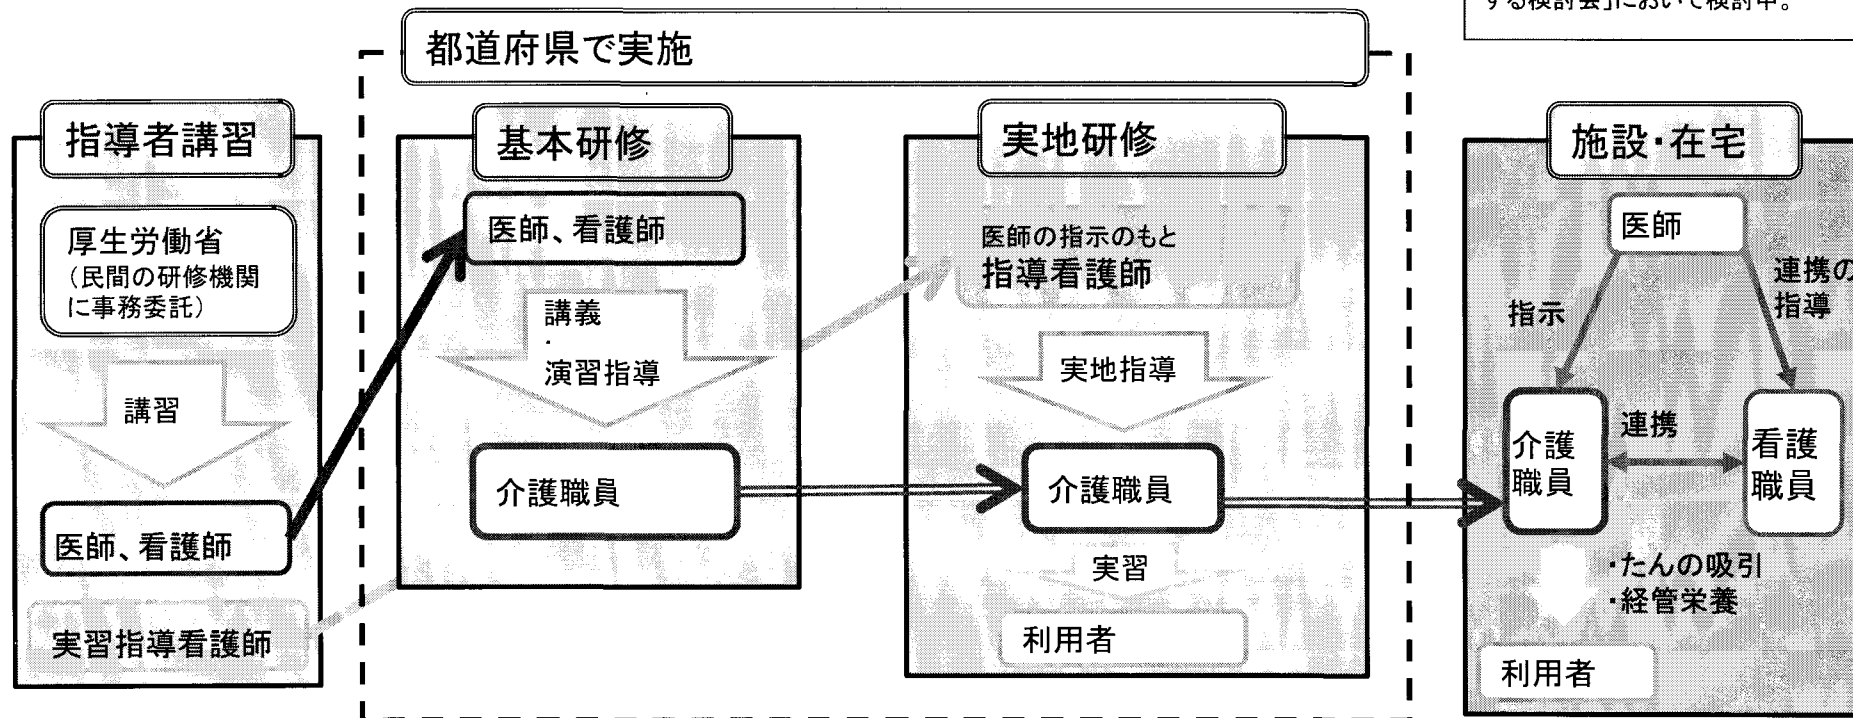 する検討会」において検討中。
都道府県で実施
指導者講習
厚生労働省
（民間の研修機関
に事務委託）
講習
医師、看護師
実習指導看護師
基本研修
医師、看護師
講義
・
演習指導
介護職員
実地研修
医師の指示のもと
指導看護師
実地指導
介護職員
実習
利用者
施設・在宅
医師
指示
連携の
指導
介護
職員
連携
看護
職員
・たんの吸引
・経管栄養
利用者